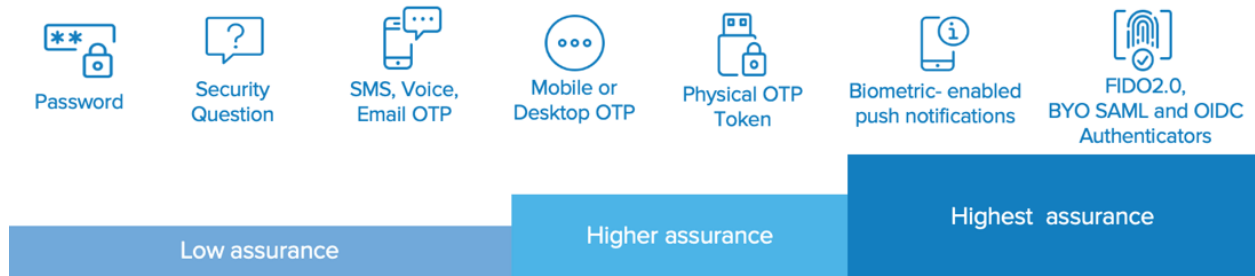 **
Password
?
Security
Question
SMS, Voice,
Email OTP
Mobile or
Desktop OTP
Physical OTP
Token
i
Biometric- enabled
push notifications
FIDO2.0,
BYO SAML and OIDC
Authenticators
Low assurance
Higher assurance
Highest assurance